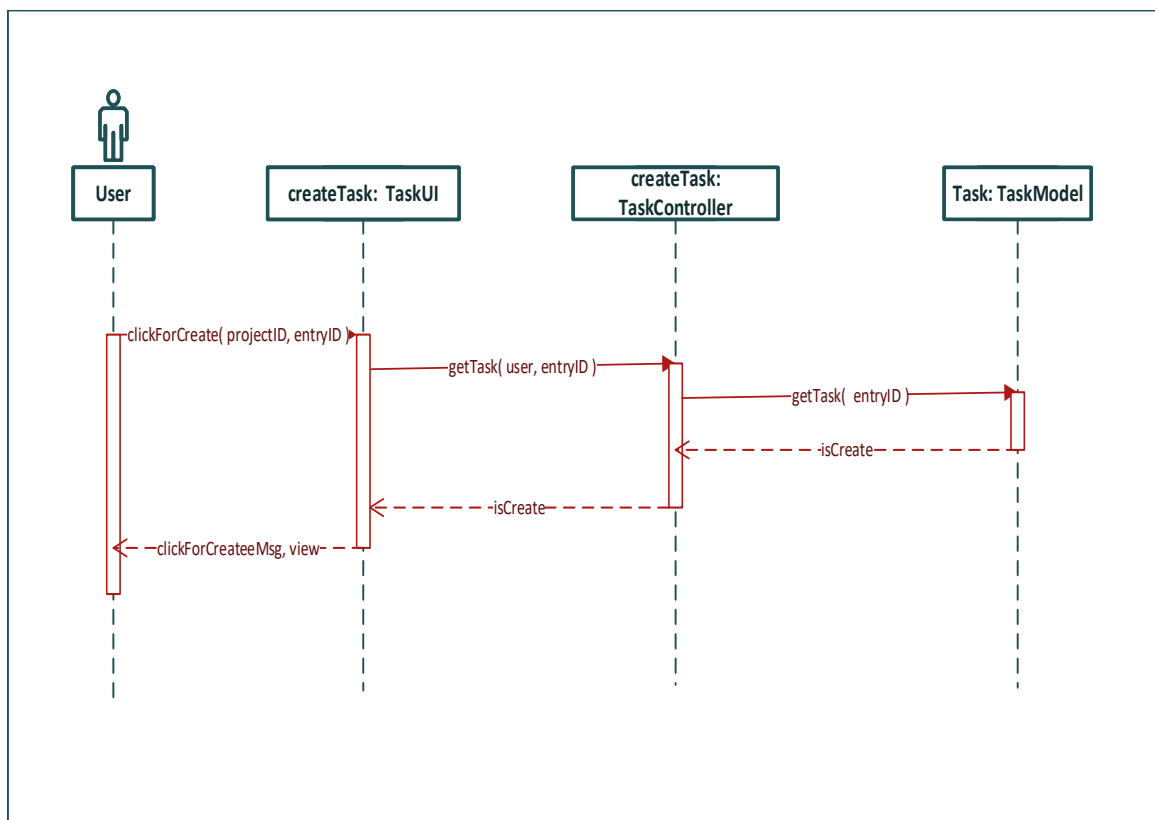 User
createTask: TaskUI
createTask:
TaskController
Task: TaskModel
clickForCreate( projectID, entryID )
getTask( user, entryID )
getTask( entryID )
isCreate
isCreate
clickForCreateeMsg, view